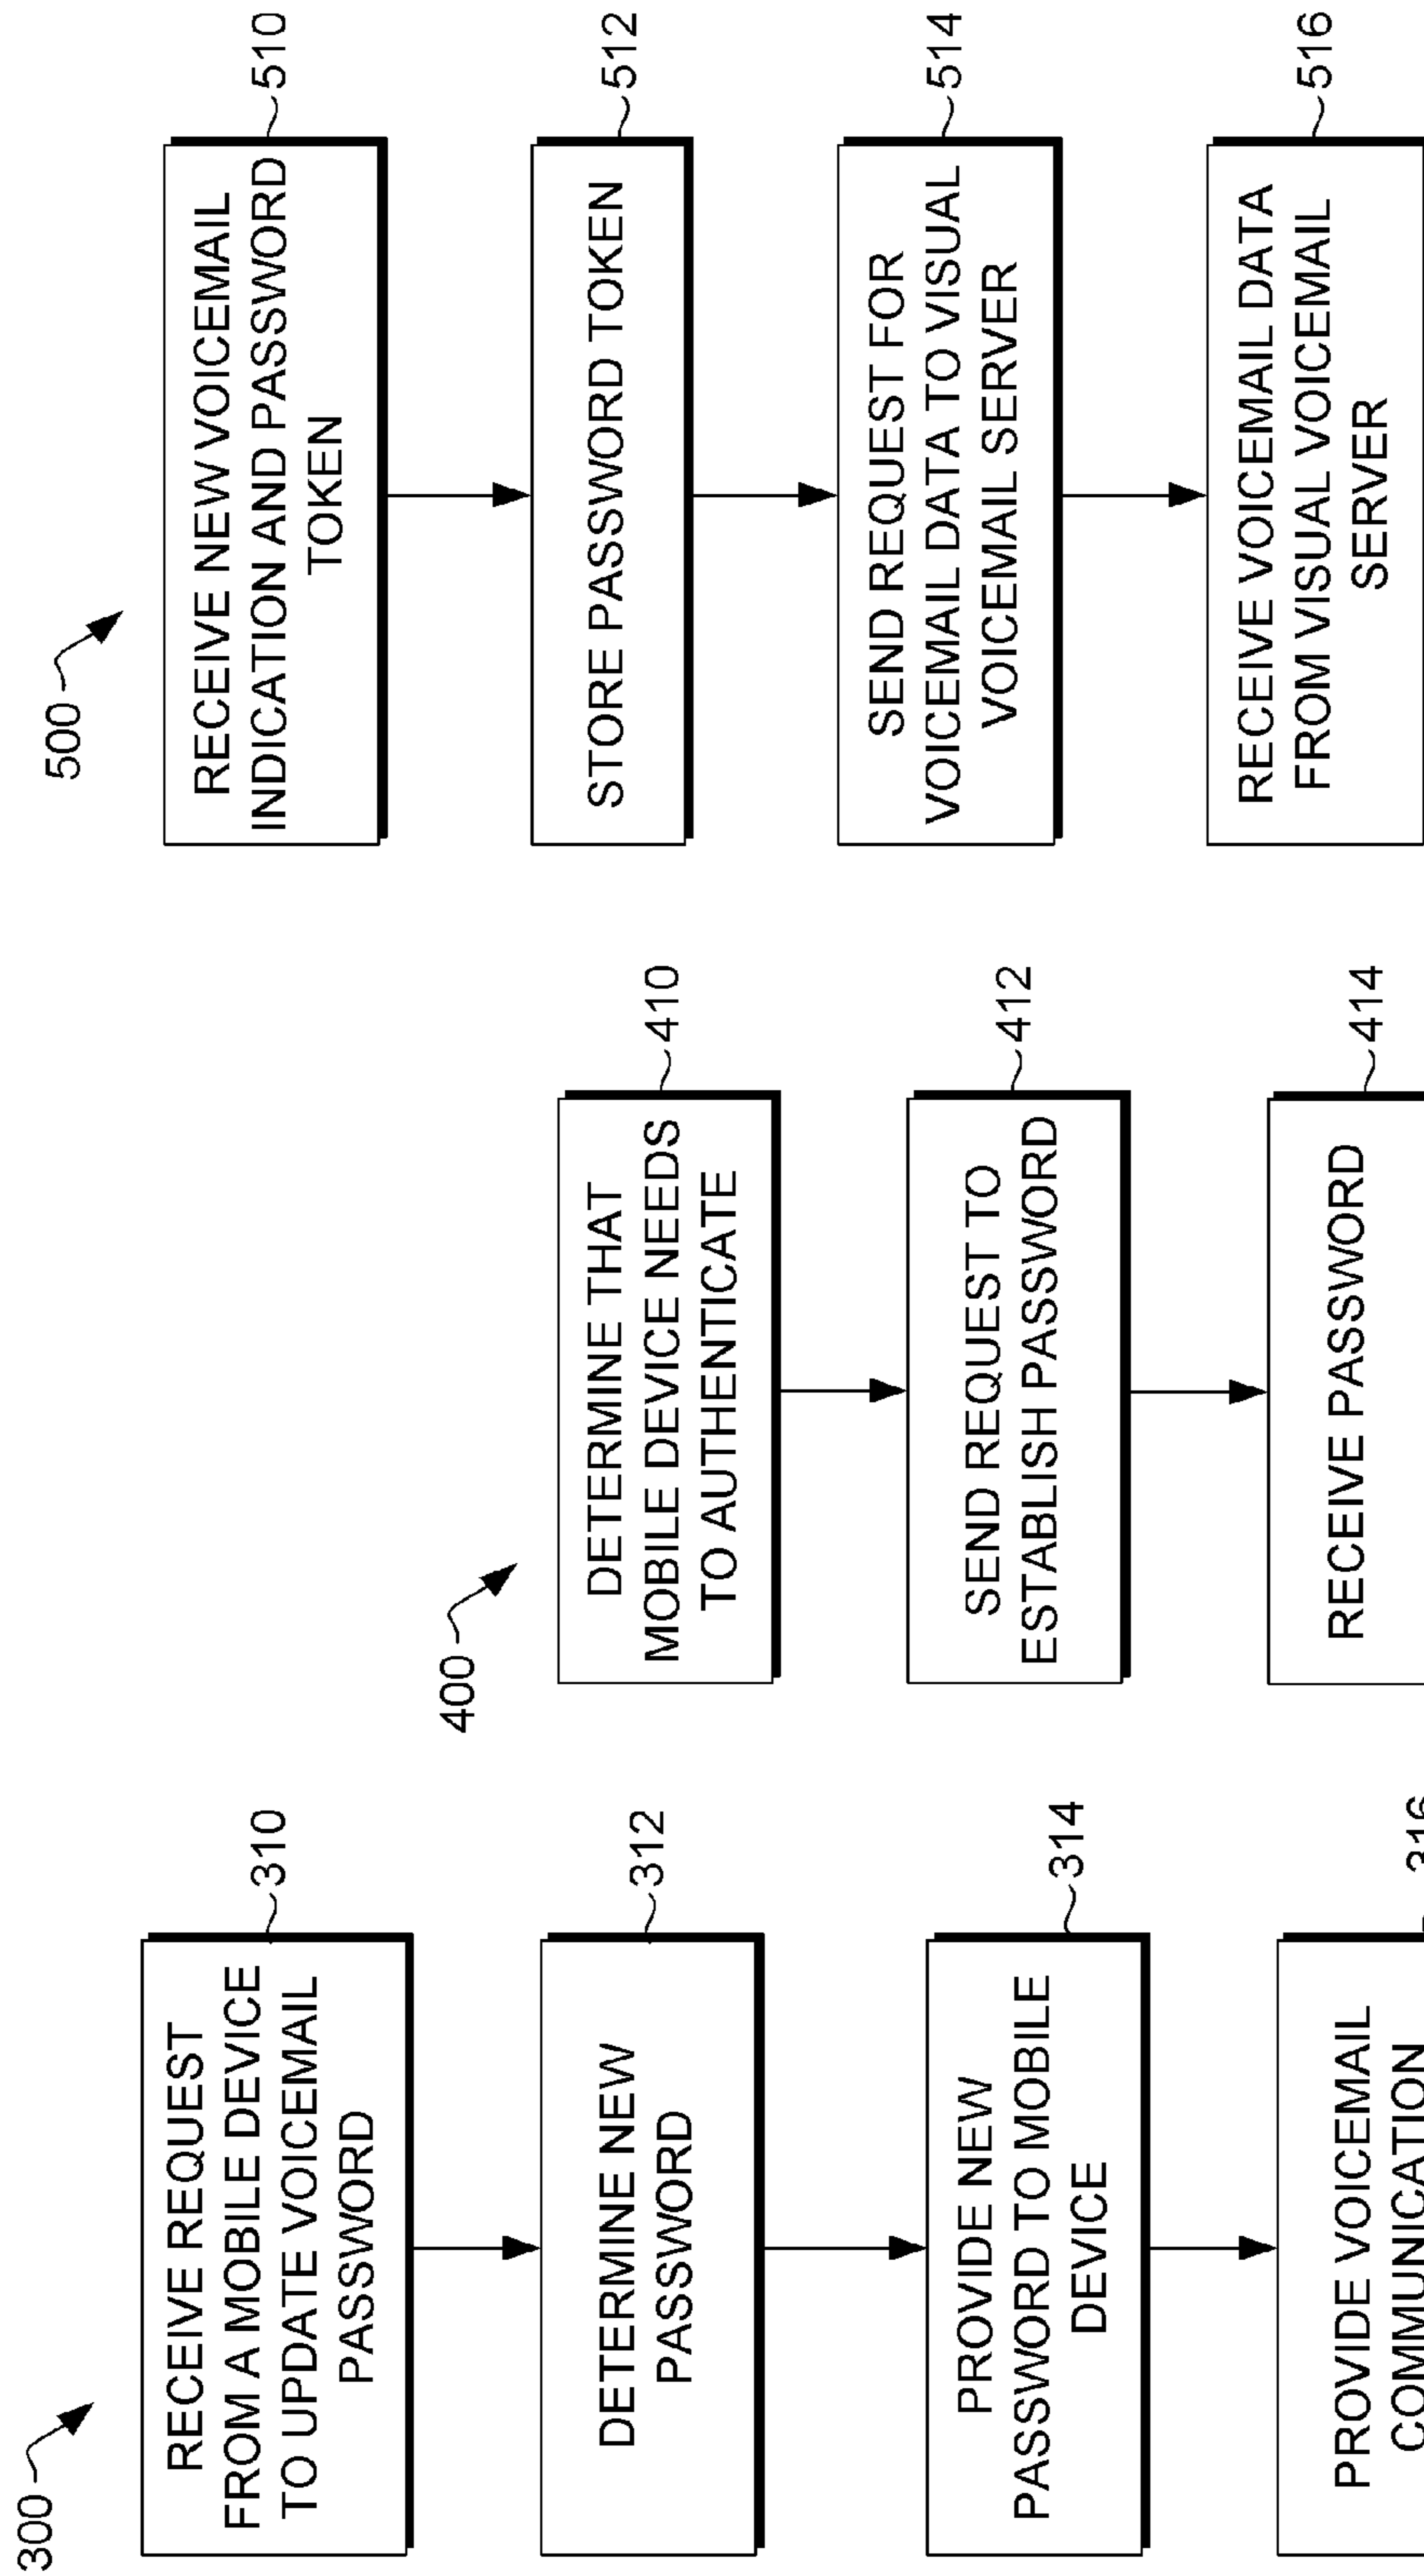 300
RECEIVE REQUEST
FROM A MOBILE DEVICE
TO UPDATE VOICEMAIL
PASSWORD
310
DETERMINE NEW
PASSWORD
312
PROVIDE NEW
PASSWORD TO MOBILE
DEVICE
314
PROVIDE VOICEMAIL
COMMUNICATION
316
400
DETERMINE THAT
MOBILE DEVICE NEEDS
TO AUTHENTICATE
410
SEND REQUEST TO
ESTABLISH PASSWORD
412
RECEIVE PASSWORD
414
500
RECEIVE NEW VOICEMAIL
INDICATION AND PASSWORD
TOKEN
510
STORE PASSWORD TOKEN
512
SEND REQUEST FOR
VOICEMAIL DATA TO VISUAL
VOICEMAIL SERVER
514
RECEIVE VOICEMAIL DATA
FROM VISUAL VOICEMAIL
SERVER
516